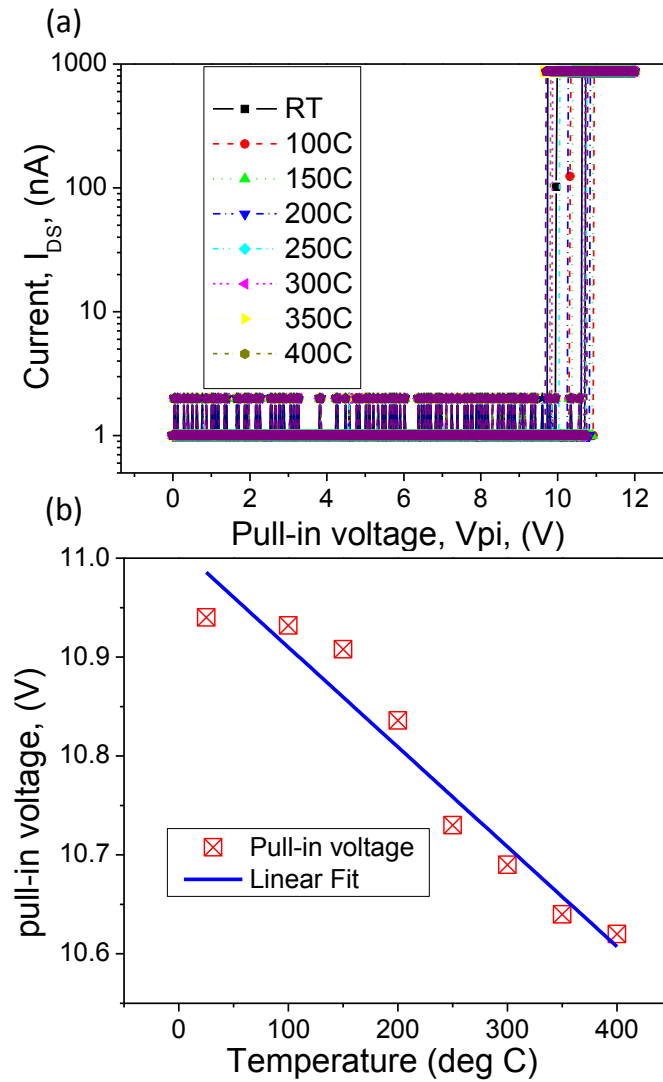 (a)
1000
100
10
1
Current, I_DS, (nA)
RT
100C
150C
200C
250C
300C
350C
400C
0 2 4 6 8 10 12
Pull-in voltage, Vpi, (V)
(b)
11.0
10.9
10.8
10.7
10.6
pull-in voltage, (V)
Pull-in voltage
Linear Fit
0 100 200 300 400
Temperature (deg C)